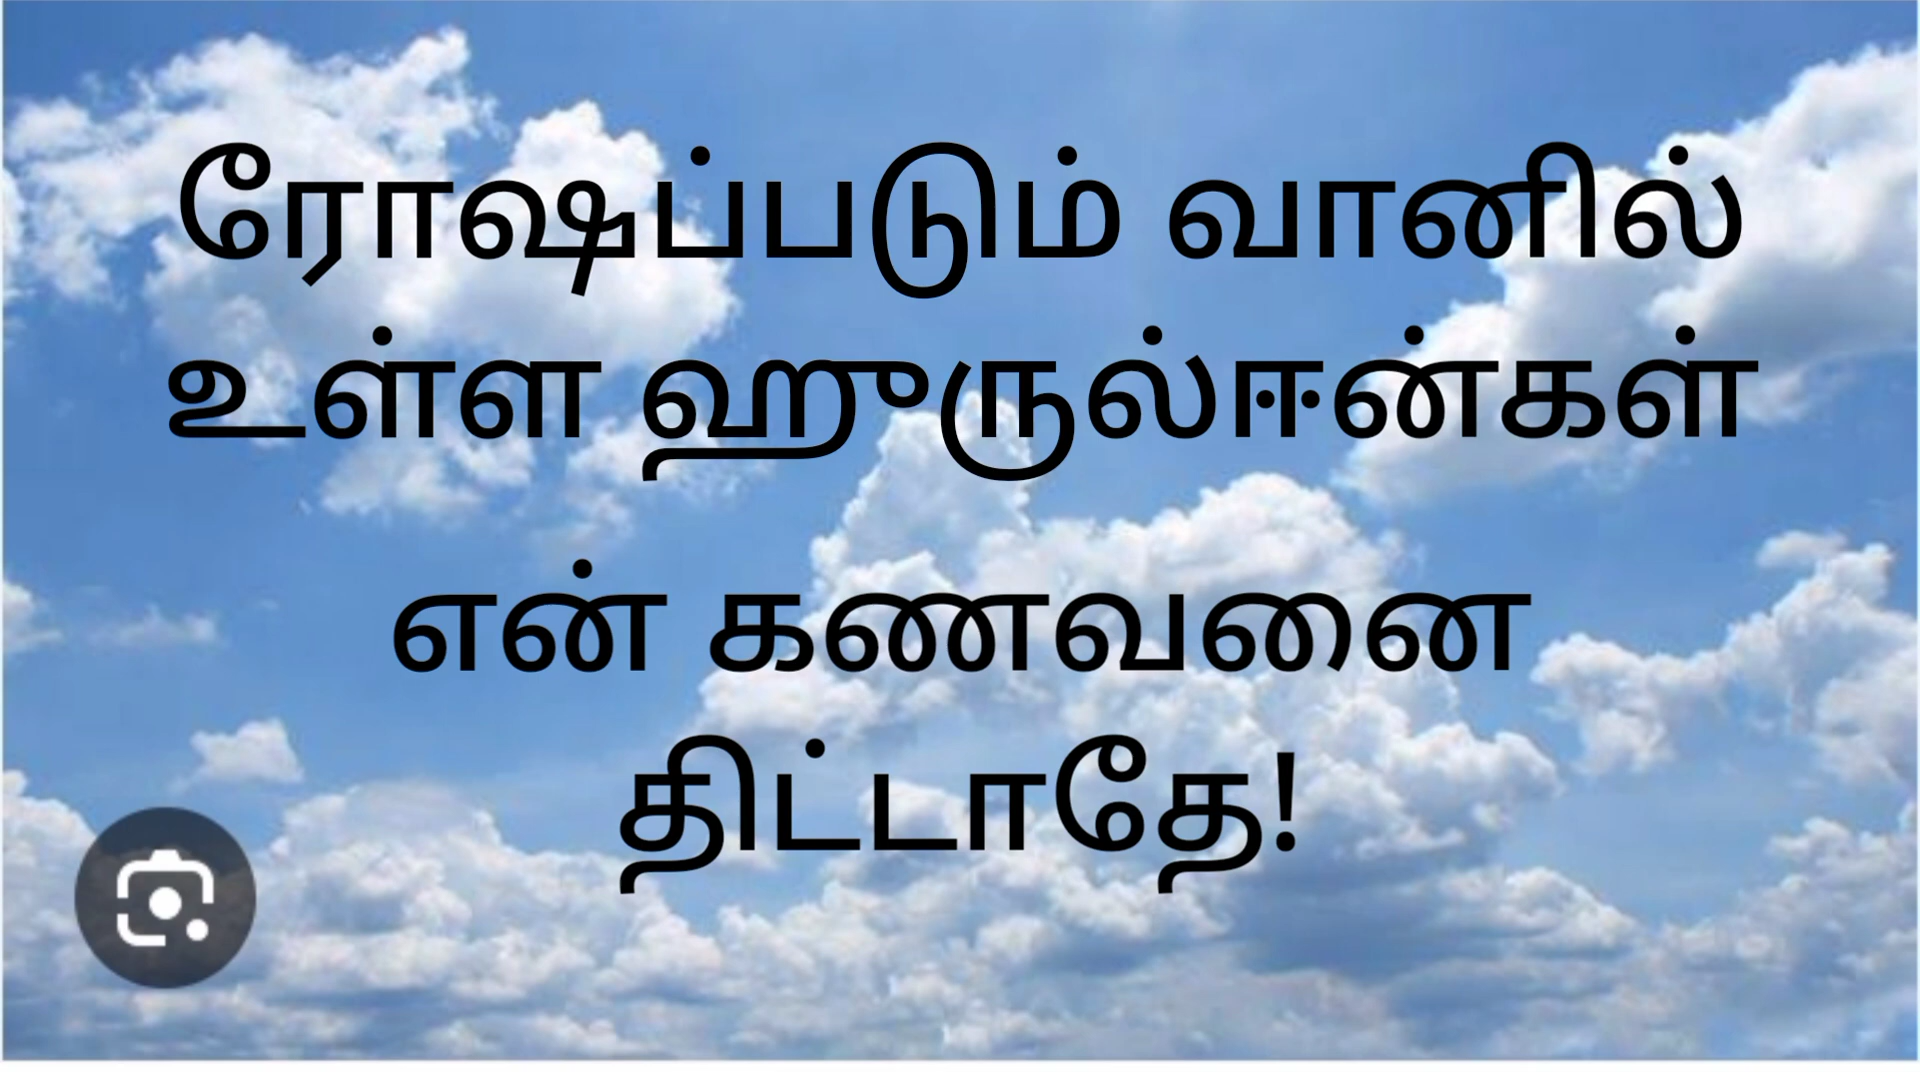 ரோஷப்படும் வானில்
உள்ள ஹுருல்ஈன்கள்
என் கணவனை
திட்டாதே!